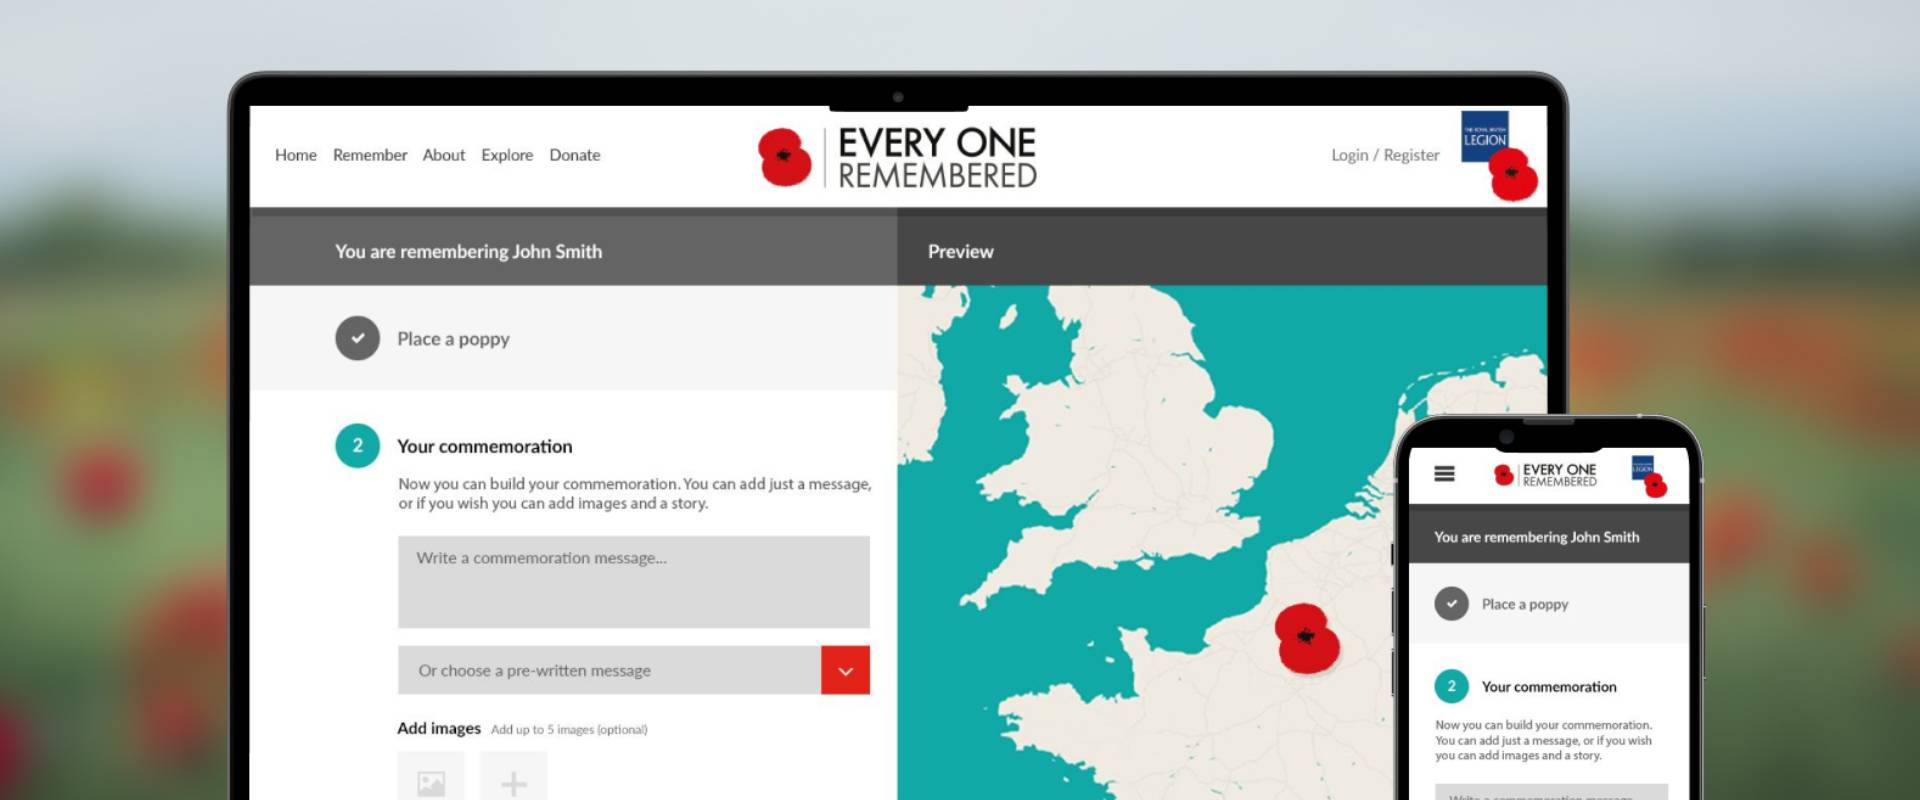 Home Remember About Explore Donate
EVERY ONE
REMEMBERED
Login / Register
THE ROYAL BRITISH
LEGION
You are remembering John Smith
Preview
Place a poppy
2
Your commemoration
Now you can build your commemoration. You can add just a message,
or if you wish you can add images and a story.
Write a commemoration message...
Or choose a pre-written message
Add images Add up to 5 images (optional)
EVERY ONE
REMEMBERED
LEGION
You are remembering John Smith
Place a poppy
2
Your commemoration
Now you can build your commemoration.
You can add just a message, or if you wish
you can add images and a story.
Write a commemoration message